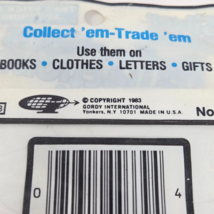 Collect 'em-Trade 'em
Use them on
BOOKS • CLOTHES • LETTERS • GIFTS
© COPYRIGHT 1983
GORDY INTERNATIONAL
Yonkers, N.Y. 10701 MADE IN U.S.A.
No
0 4